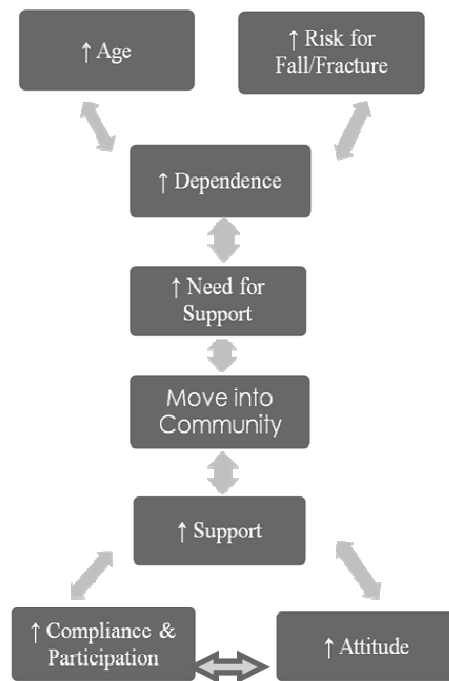 ↑ Age
↑ Risk for
Fall/Fracture
↑ Dependence
↑ Need for
Support
Move into
Community
↑ Support
↑ Compliance &
Participation
↑ Attitude